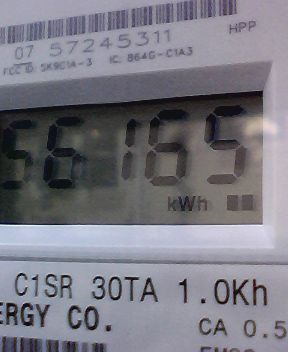 HPP
07 57245311
FCC ID: SK9C1A-3 IC: 864G-C1A3
56165
kWh
C1SR 30TA 1.0Kh
ERGY CO.
CA 0.5